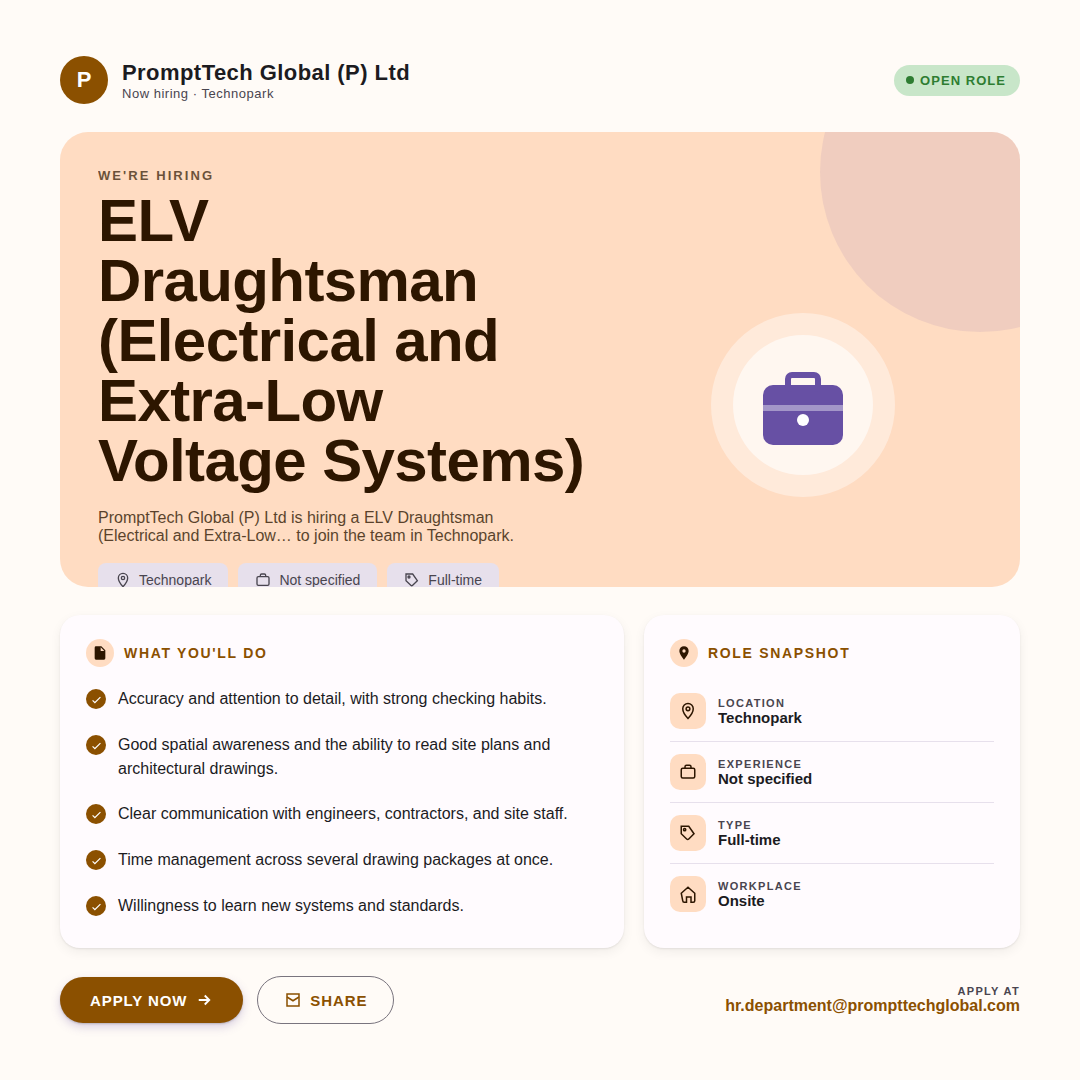 P
PromptTech Global (P) Ltd
Now hiring · Technopark
OPEN ROLE
WE'RE HIRING
ELV
Draughtsman
(Electrical and
Extra-Low
Voltage Systems)
PromptTech Global (P) Ltd is hiring a ELV Draughtsman
(Electrical and Extra-Low… to join the team in Technopark.
Technopark
Not specified
Full-time
WHAT YOU'LL DO
Accuracy and attention to detail, with strong checking habits.
Good spatial awareness and the ability to read site plans and
architectural drawings.
Clear communication with engineers, contractors, and site staff.
Time management across several drawing packages at once.
Willingness to learn new systems and standards.
ROLE SNAPSHOT
LOCATION
Technopark
EXPERIENCE
Not specified
TYPE
Full-time
WORKPLACE
Onsite
APPLY NOW
SHARE
APPLY AT
hr.department@prompttechglobal.com